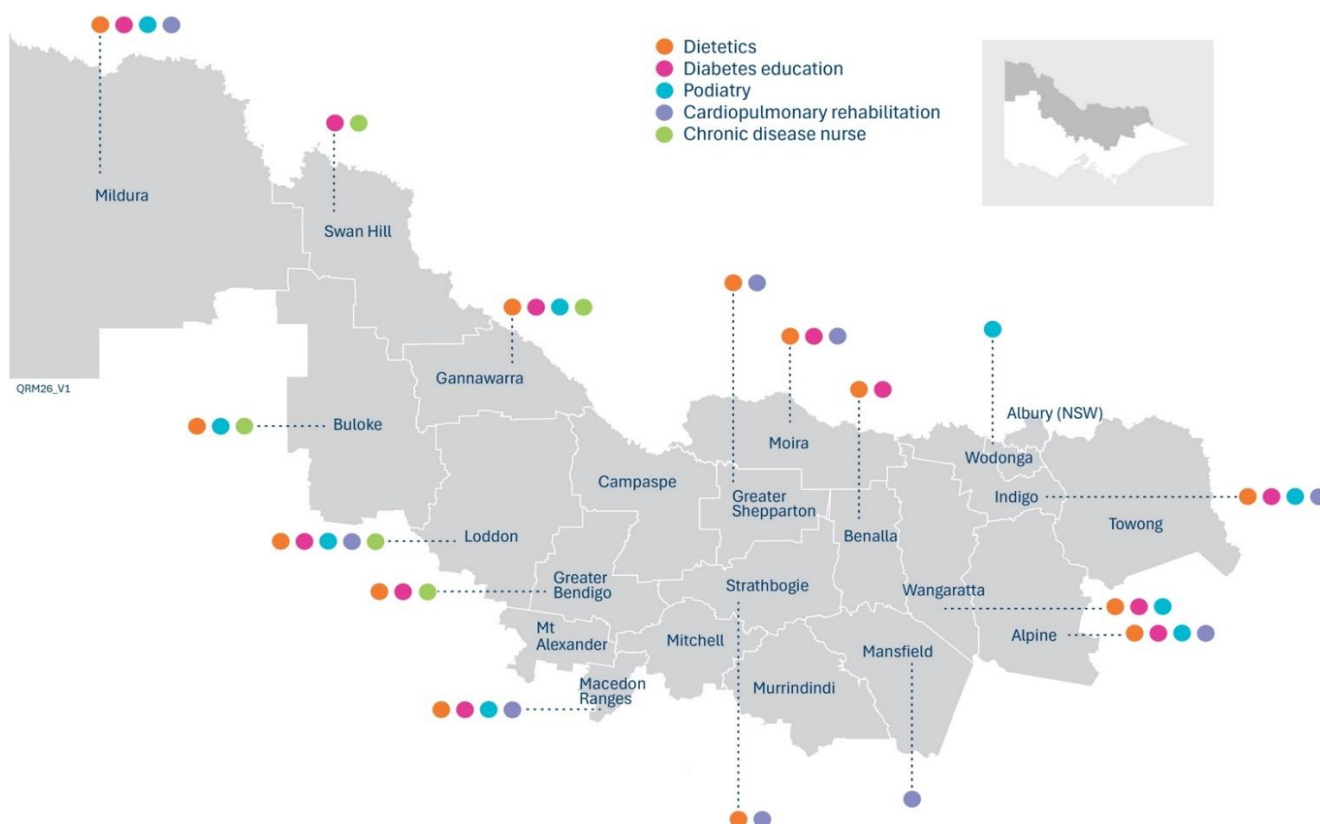 Dietetics
Diabetes education
Podiatry
Cardiopulmonary rehabilitation
Chronic disease nurse
Mildura
Swan Hill
Gannawarra
QRM26_V1
Buloke
Moira
Albury (NSW)
Wodonga
Campaspe
Greater
Shepparton
Indigo
Towong
Loddon
Benalla
Greater
Bendigo
Strathbogie
Wangaratta
Mt
Alexander
Mitchell
Mansfield
Alpine
Macedon
Ranges
Murrindindi